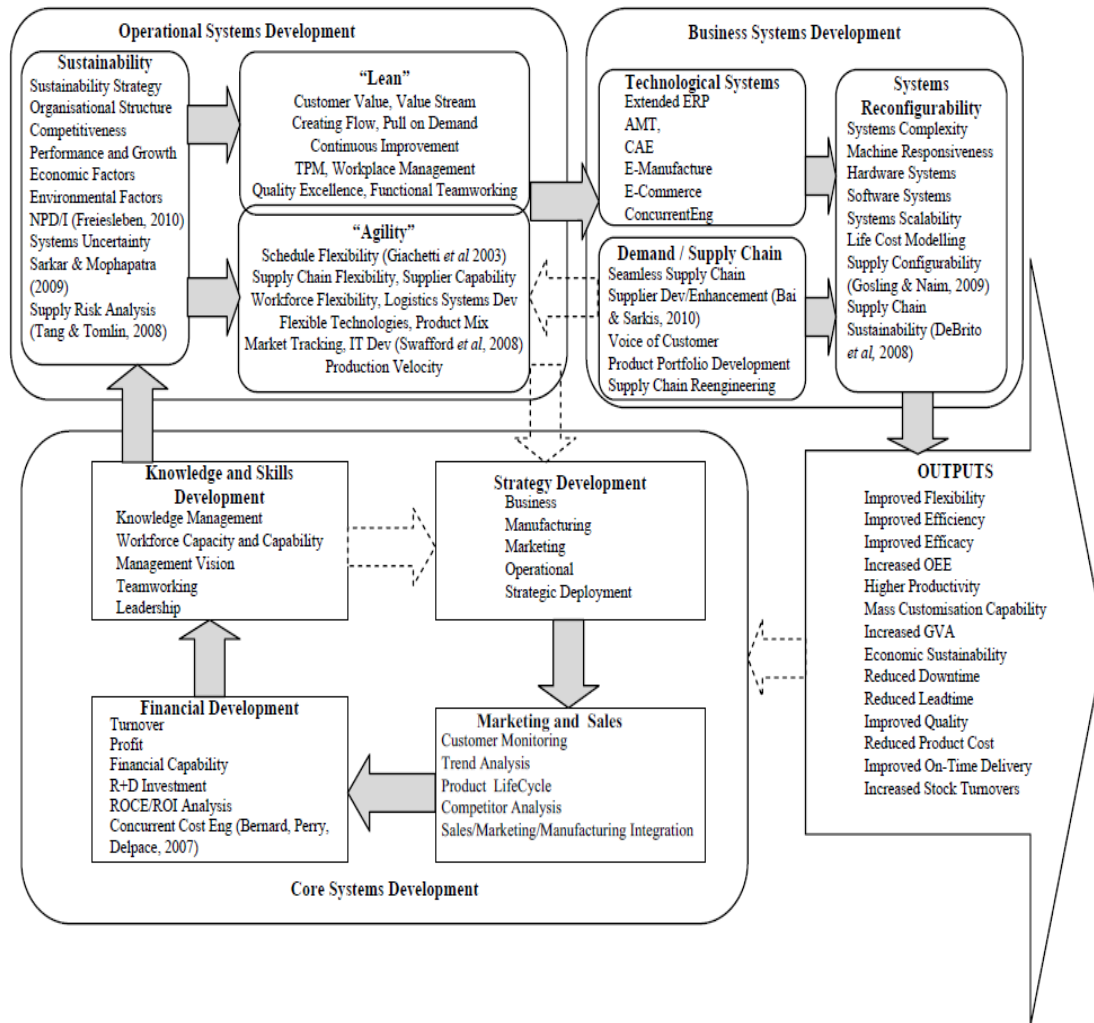 Operational Systems Development
Sustainability
Sustainability Strategy
Organisational Structure
Competitiveness
Performance and Growth
Economic Factors
Environmental Factors
NPD/I (Freiesleben, 2010)
Systems Uncertainty
Sarkar & Mophapatra
(2009)
Supply Risk Analysis
(Tang & Tomlin, 2008)
“Lean”
Customer Value, Value Stream
Creating Flow, Pull on Demand
Continuous Improvement
TPM, Workplace Management
Quality Excellence, Functional Teamworking
“Agility”
Schedule Flexibility (Giachetti et al 2003)
Supply Chain Flexibility, Supplier Capability
Workforce Flexibility, Logistics Systems Dev
Flexible Technologies, Product Mix
Market Tracking, IT Dev (Swafford et al, 2008)
Production Velocity
Business Systems Development
Technological Systems
Extended ERP
AMT,
CAE
E-Manufacture
E-Commerce
ConcurrentEng
Demand / Supply Chain
Seamless Supply Chain
Supplier Dev/Enhancement (Bai
& Sarkis, 2010)
Voice of Customer
Product Portfolio Development
Supply Chain Reengineering
Systems
Reconfigurability
Systems Complexity
Machine Responsiveness
Hardware Systems
Software Systems
Systems Scalability
Life Cost Modelling
Supply Configurability
(Gosling & Naim, 2009)
Supply Chain
Sustainability (DeBrito
et al, 2008)
Knowledge and Skills
Development
Knowledge Management
Workforce Capacity and Capability
Management Vision
Teamworking
Leadership
Strategy Development
Business
Manufacturing
Marketing
Operational
Strategic Deployment
Financial Development
Turnover
Profit
Financial Capability
R+D Investment
ROCE/ROI Analysis
Concurrent Cost Eng (Bernard, Perry,
Delpace, 2007)
Marketing and Sales
Customer Monitoring
Trend Analysis
Product LifeCycle
Competitor Analysis
Sales/Marketing/Manufacturing Integration
Core Systems Development
OUTPUTS
Improved Flexibility
Improved Efficiency
Improved Efficacy
Increased OEE
Higher Productivity
Mass Customisation Capability
Increased GVA
Economic Sustainability
Reduced Downtime
Reduced Leadtime
Improved Quality
Reduced Product Cost
Improved On-Time Delivery
Increased Stock Turnovers